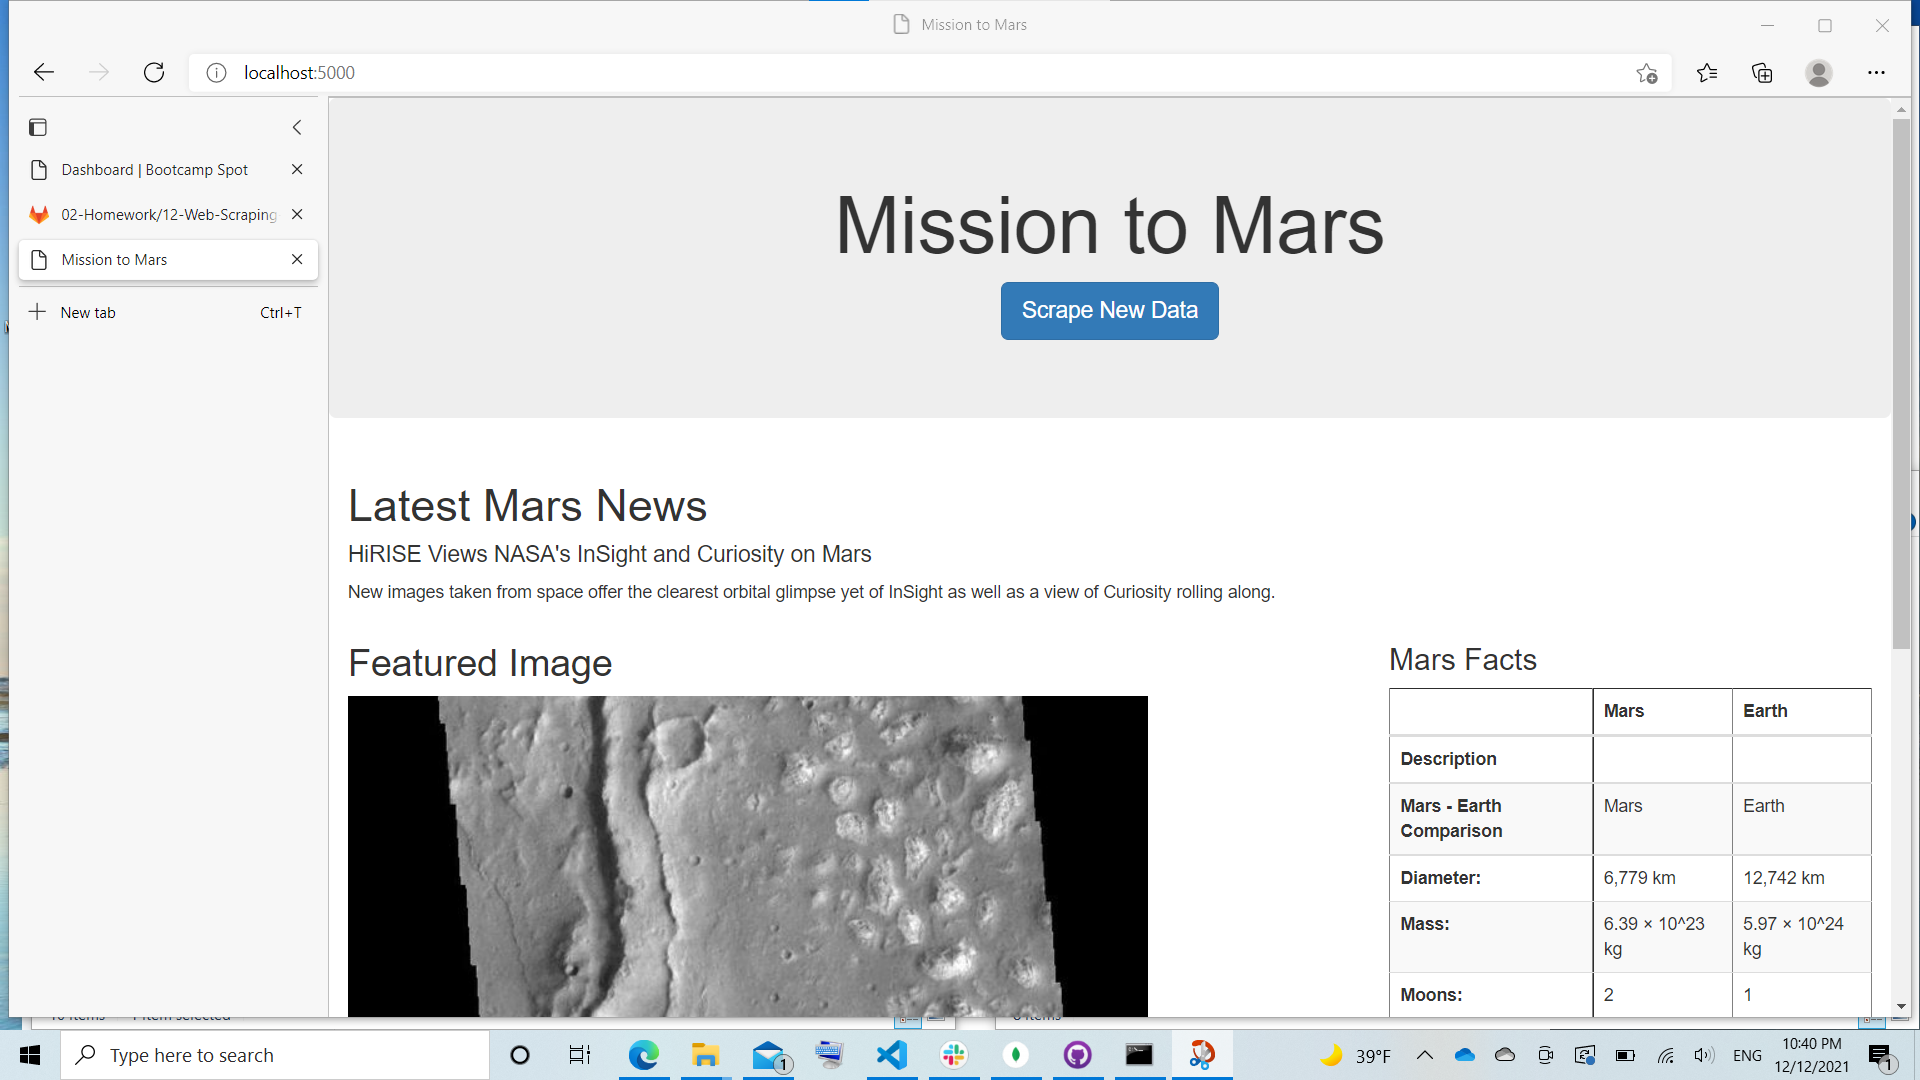 Mission to Mars
localhost:5000
Dashboard | Bootcamp Spot
02-Homework/12-Web-Scraping
Mission to Mars
New tab Ctrl+T
Mission to Mars
Scrape New Data
Latest Mars News
HiRISE Views NASA's InSight and Curiosity on Mars
New images taken from space offer the clearest orbital glimpse yet of InSight as well as a view of Curiosity rolling along.
Featured Image
Mars Facts
Mars Earth
Description
Mars - Earth Comparison Mars Earth
Diameter: 6,779 km 12,742 km
Mass: 6.39 × 10^23 kg 5.97 × 10^24 kg
Moons: 2 1
Type here to search
1
39°F
ENG
10:40 PM
12/12/2021
1